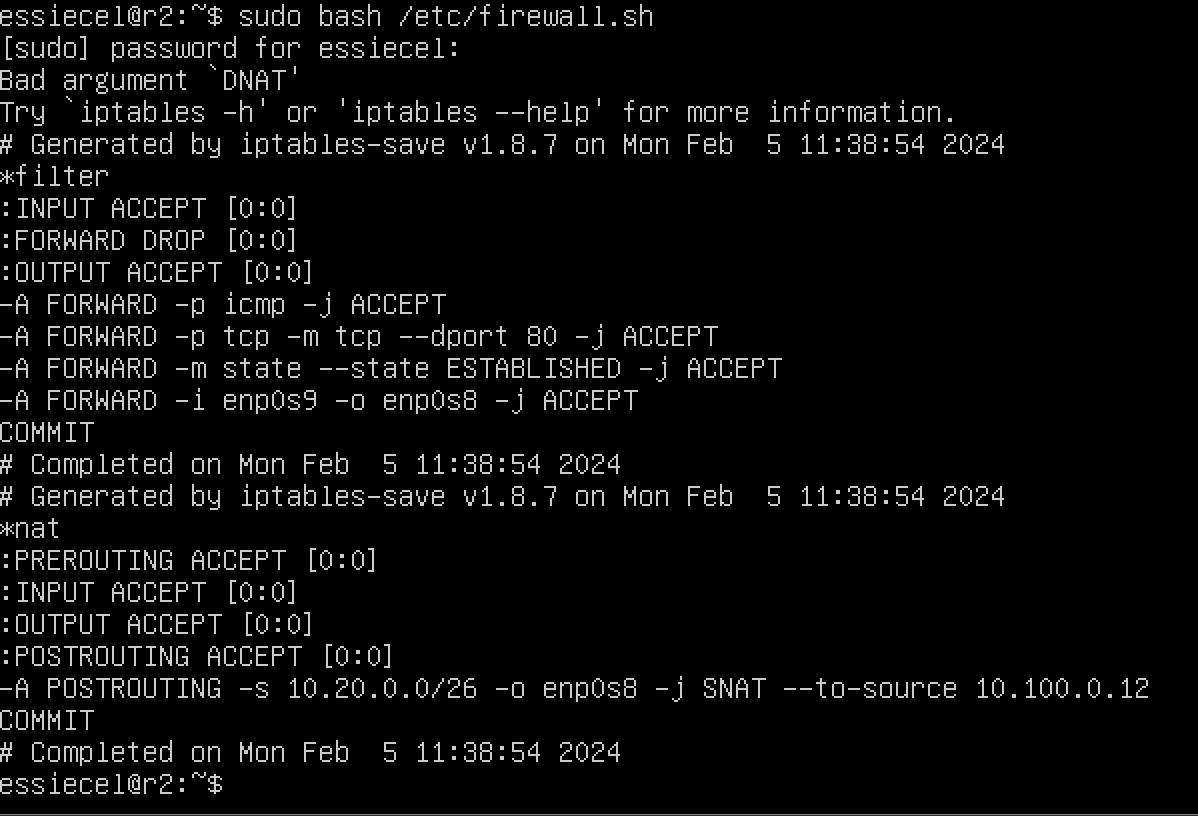 essiecel@r2:~$ sudo bash /etc/firewall.sh
[sudo] password for essiecel:
Bad argument `DNAT'
Try `iptables -h' or 'iptables --help' for more information.
# Generated by iptables-save v1.8.7 on Mon Feb  5 11:38:54 2024
*filter
:INPUT ACCEPT [0:0]
:FORWARD DROP [0:0]
:OUTPUT ACCEPT [0:0]
-A FORWARD -p icmp -j ACCEPT
-A FORWARD -p tcp -m tcp --dport 80 -j ACCEPT
-A FORWARD -m state --state ESTABLISHED -j ACCEPT
-A FORWARD -i enp0s9 -o enp0s8 -j ACCEPT
COMMIT
# Completed on Mon Feb  5 11:38:54 2024
# Generated by iptables-save v1.8.7 on Mon Feb  5 11:38:54 2024
*nat
:PREROUTING ACCEPT [0:0]
:INPUT ACCEPT [0:0]
:OUTPUT ACCEPT [0:0]
:POSTROUTING ACCEPT [0:0]
-A POSTROUTING -s 10.20.0.0/26 -o enp0s8 -j SNAT --to-source 10.100.0.12
COMMIT
# Completed on Mon Feb  5 11:38:54 2024
essiecel@r2:~$